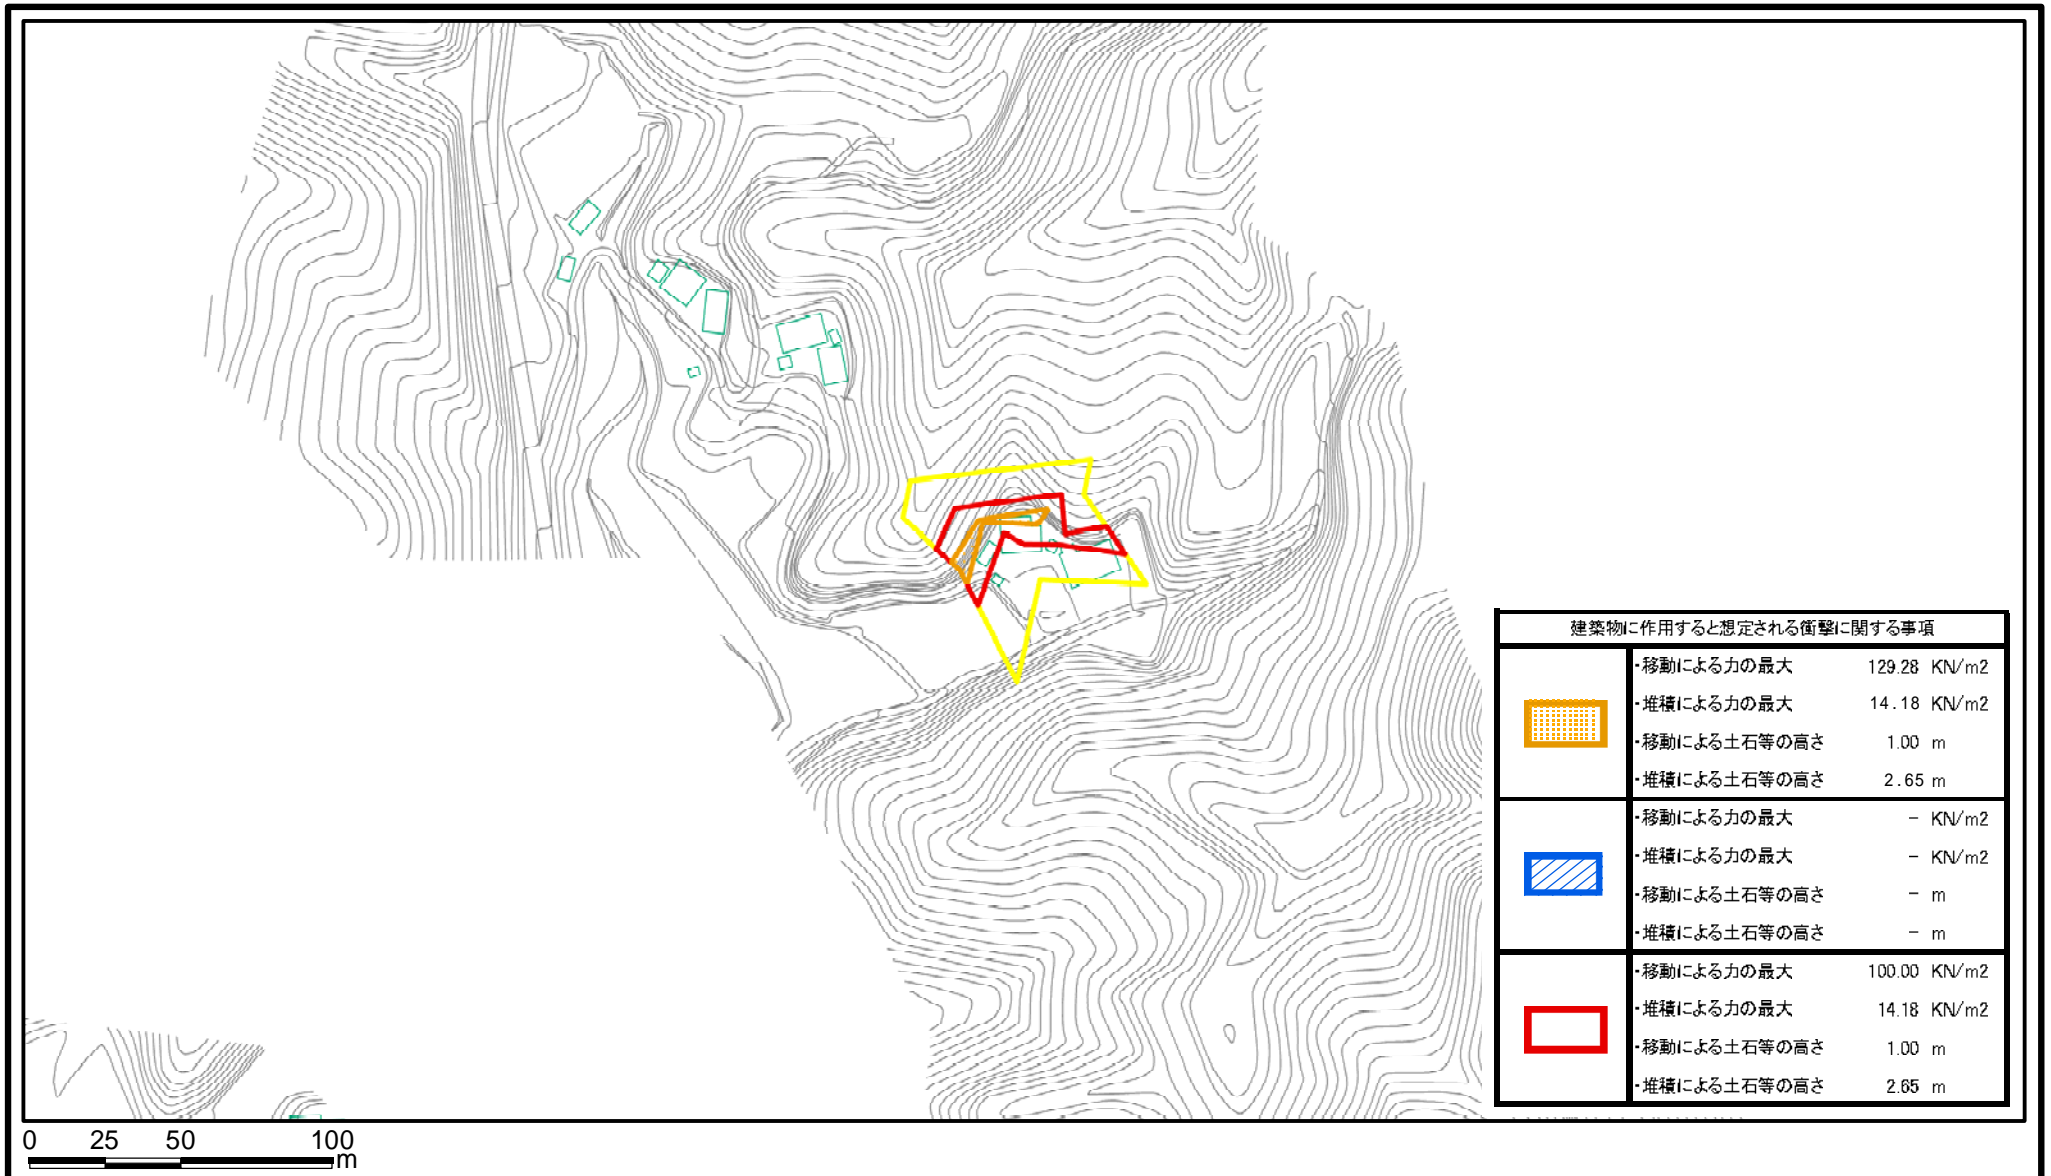 建築物に作用すると想定される衝撃に関する事項
・移動による力の最大 129.28 KN/m2
・堆積による力の最大 14.18 KN/m2
・移動による土石等の高さ 1.00 m
・堆積による土石等の高さ 2.65 m
・移動による力の最大 - KN/m2
・堆積による力の最大 - KN/m2
・移動による土石等の高さ - m
・堆積による土石等の高さ - m
・移動による力の最大 100.00 KN/m2
・堆積による力の最大 14.18 KN/m2
・移動による土石等の高さ 1.00 m
・堆積による土石等の高さ 2.65 m
0 25 50 100
m